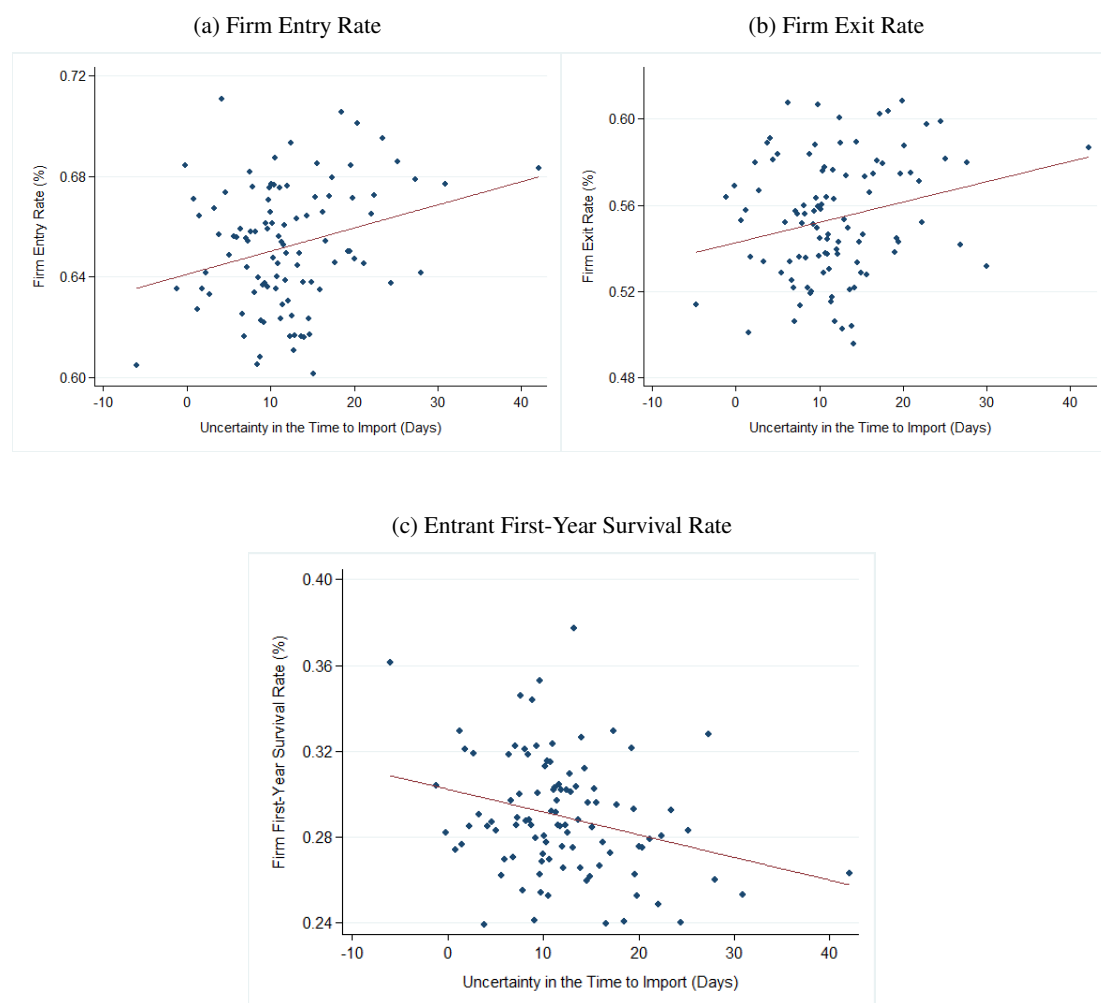 (a) Firm Entry Rate
(b) Firm Exit Rate
0.72
0.68
0.64
0.60
Firm Entry Rate (%)
-10 0 10 20 30 40
Uncertainty in the Time to Import (Days)
0.60
0.56
0.52
0.48
Firm Exit Rate (%)
-10 0 10 20 30 40
Uncertainty in the Time to Import (Days)
(c) Entrant First-Year Survival Rate
0.40
0.36
0.32
0.28
0.24
Firm First-Year Survival Rate (%)
-10 0 10 20 30 40
Uncertainty in the Time to Import (Days)